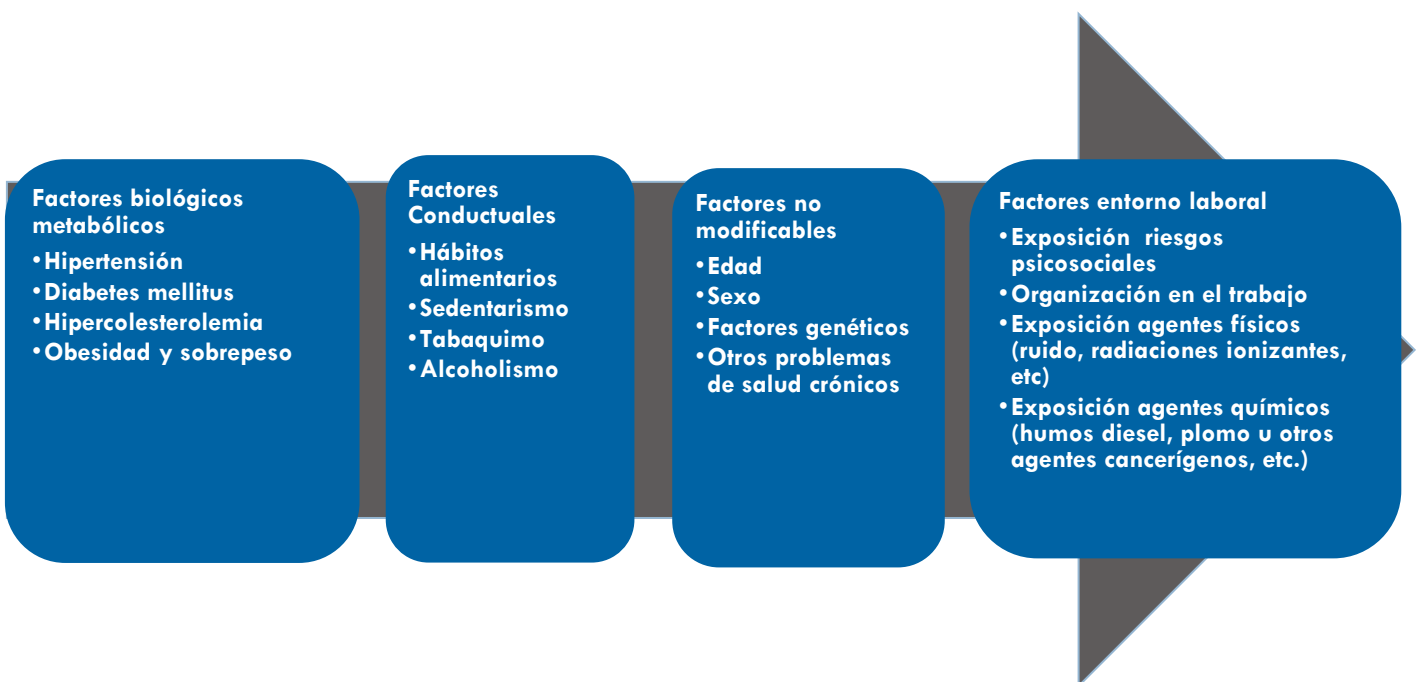 Factores biológicos
metabólicos
•Hipertensión
•Diabetes mellitus
•Hipercolesterolemia
•Obesidad y sobrepeso
Factores
Conductuales
•Hábitos
alimentarios
•Sedentarismo
•Tabaquimo
•Alcoholismo
Factores no
modificables
•Edad
•Sexo
•Factores genéticos
•Otros problemas
de salud crónicos
Factores entorno laboral
•Exposición riesgos
psicosociales
•Organización en el trabajo
•Exposición agentes físicos
(ruido, radiaciones ionizantes,
etc)
•Exposición agentes químicos
(humos diesel, plomo u otros
agentes cancerígenos, etc.)